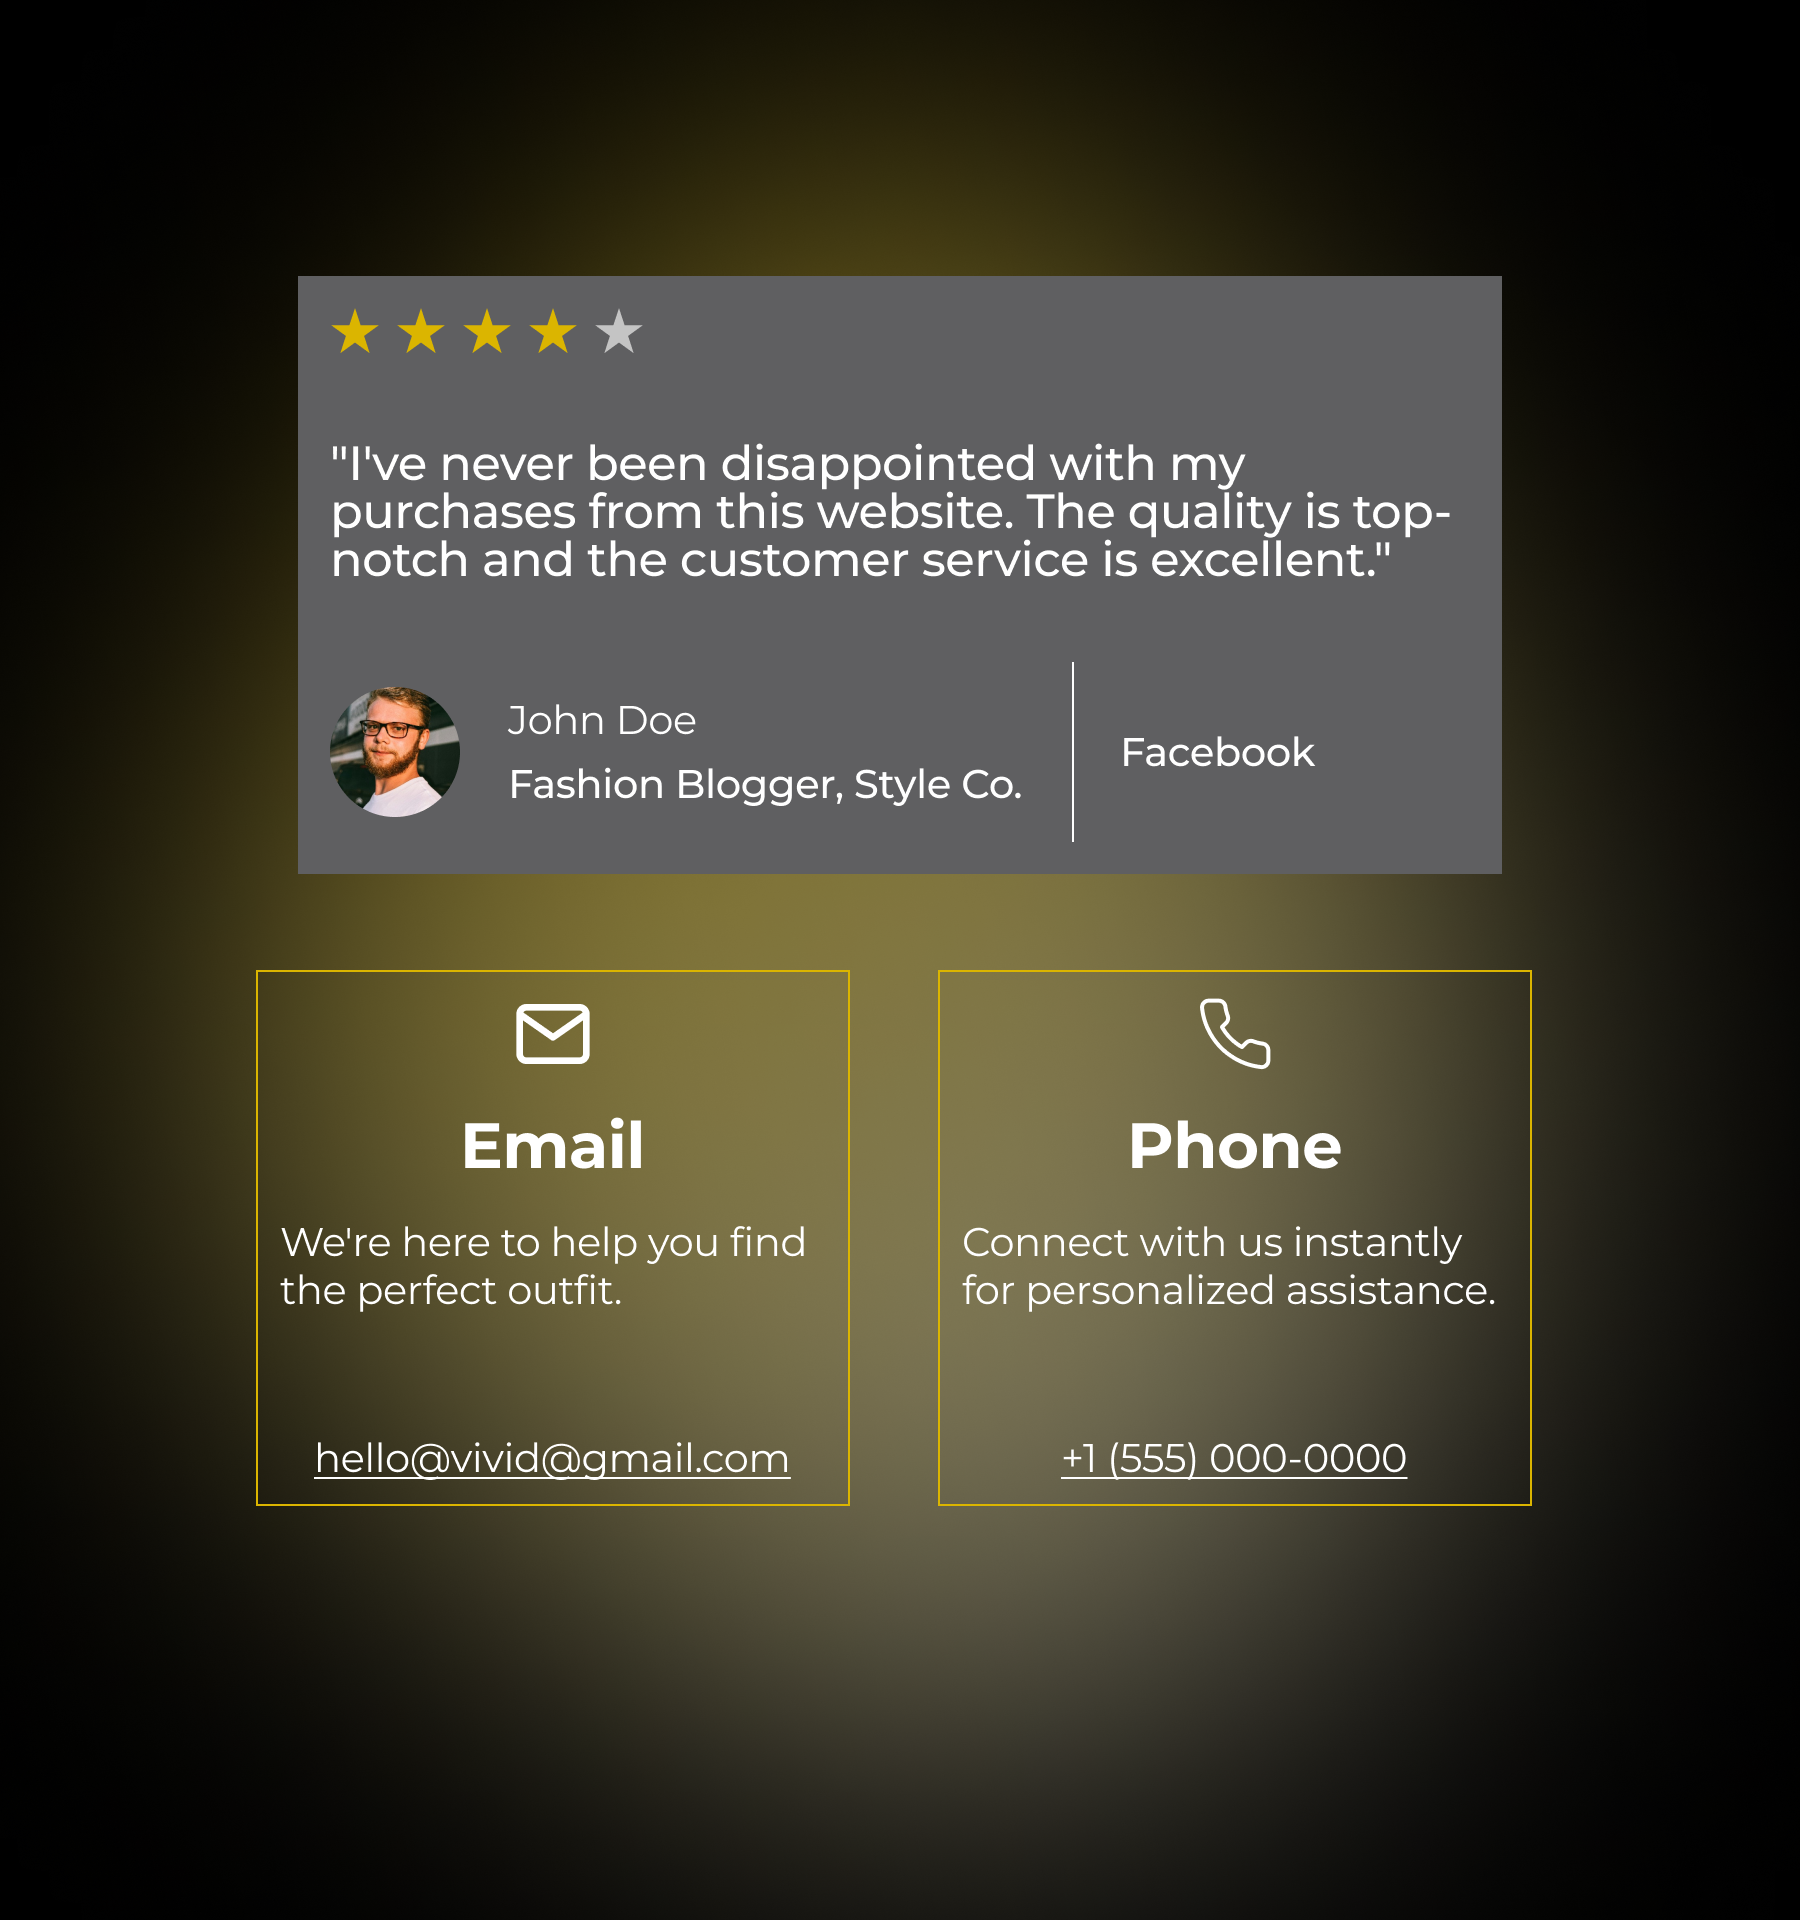 "I've never been disappointed with my
purchases from this website. The quality is top-
notch and the customer service is excellent."
John Doe
Fashion Blogger, Style Co.
Facebook
Email
We're here to help you find
the perfect outfit.
hello@vivid@gmail.com
Phone
Connect with us instantly
for personalized assistance.
+1 (555) 000-0000